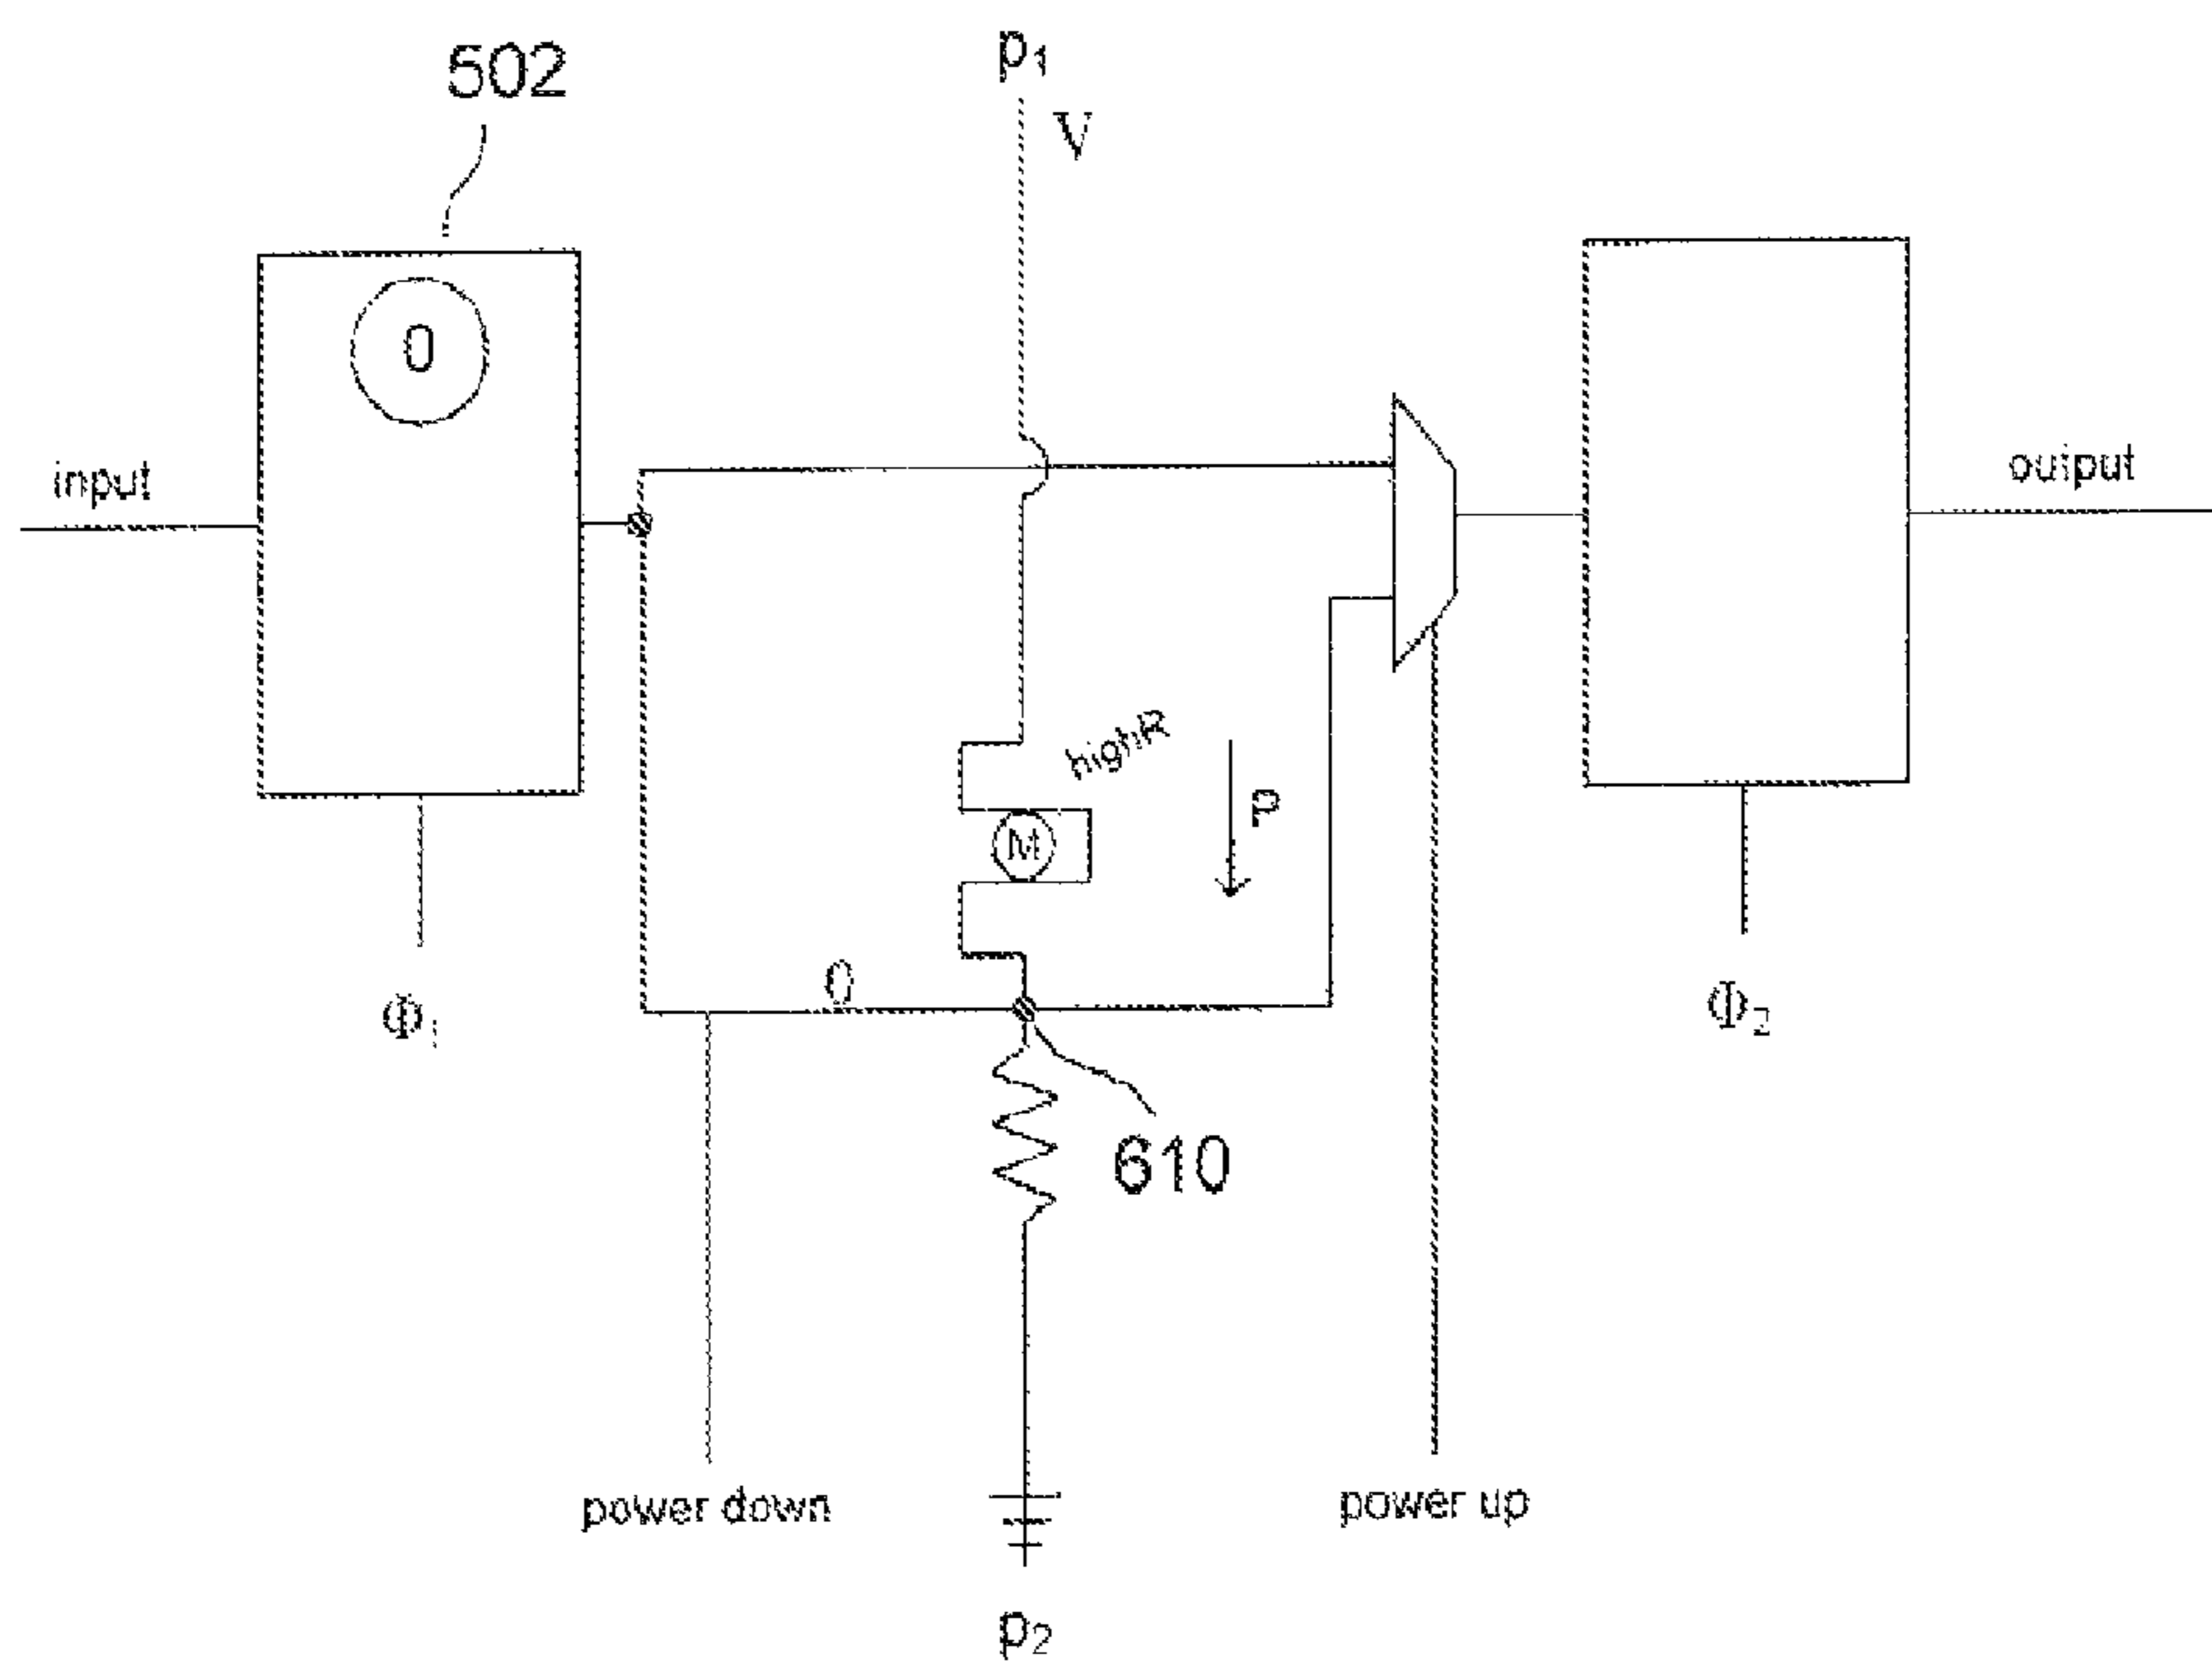 502
p1
V
0
input
output
highR
P
M
0
Φ1
Φ2
610
power down
power up
p2